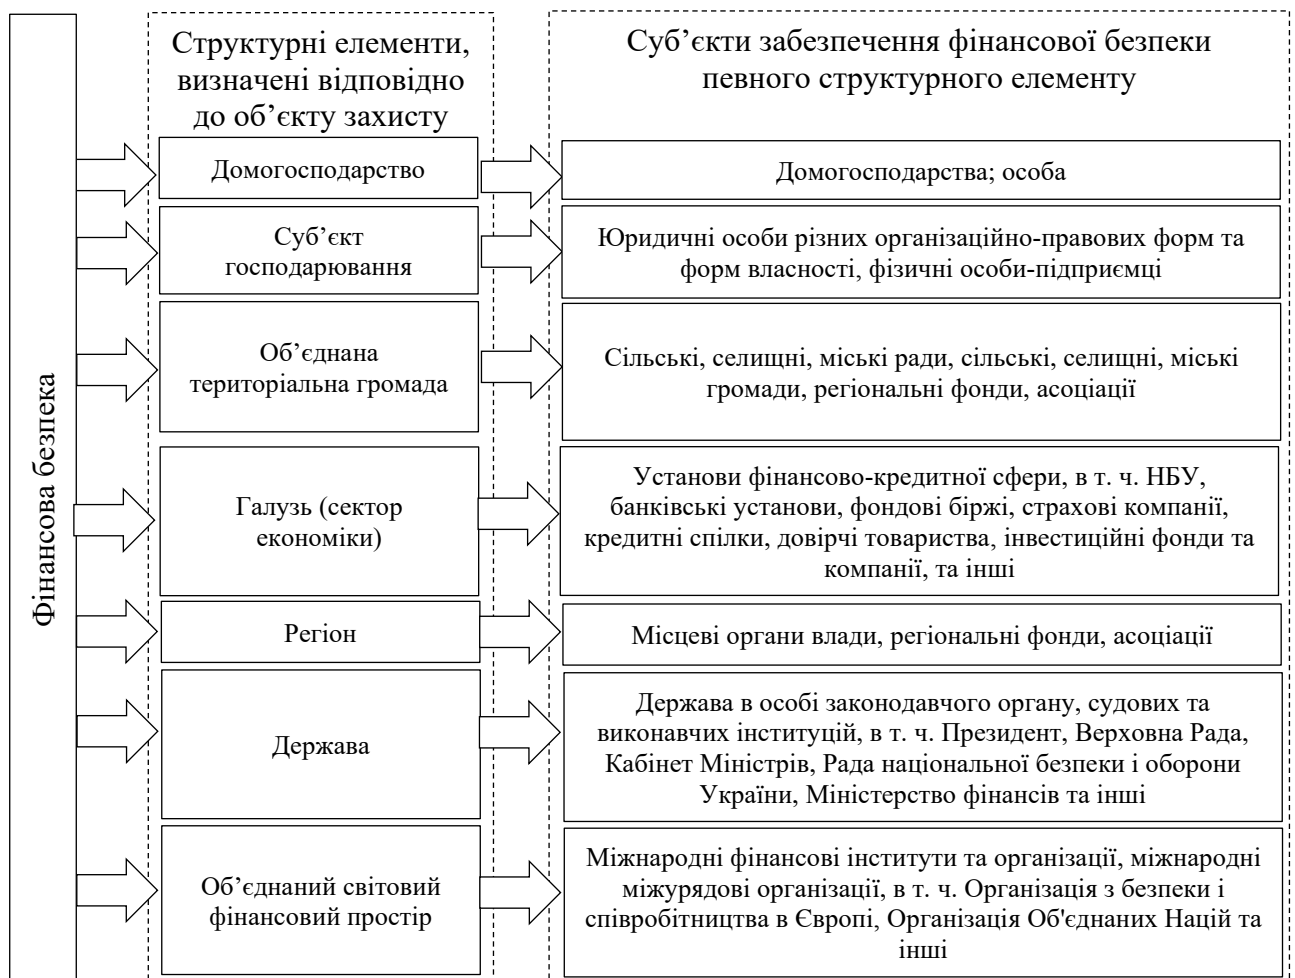 Фінансова безпека
Структурні елементи,
визначені відповідно
до об’єкту захисту
Суб’єкти забезпечення фінансової безпеки
певного структурного елементу
Домогосподарство
Домогосподарства; особа
Суб’єкт
господарювання
Юридичні особи різних організаційно-правових форм та
форм власності, фізичні особи-підприємці
Об’єднана
територіальна громада
Сільські, селищні, міські ради, сільські, селищні, міські
громади, регіональні фонди, асоціації
Галузь (сектор
економіки)
Установи фінансово-кредитної сфери, в т. ч. НБУ,
банківські установи, фондові біржі, страхові компанії,
кредитні спілки, довірчі товариства, інвестиційні фонди та
компанії, та інші
Регіон
Місцеві органи влади, регіональні фонди, асоціації
Держава
Держава в особі законодавчого органу, судових та
виконавчих інституцій, в т. ч. Президент, Верховна Рада,
Кабінет Міністрів, Рада національної безпеки і оборони
України, Міністерство фінансів та інші
Об’єднаний світовий
фінансовий простір
Міжнародні фінансові інститути та організації, міжнародні
міжурядові організації, в т. ч. Організація з безпеки і
співробітництва в Європі, Організація Об'єднаних Націй та
інші